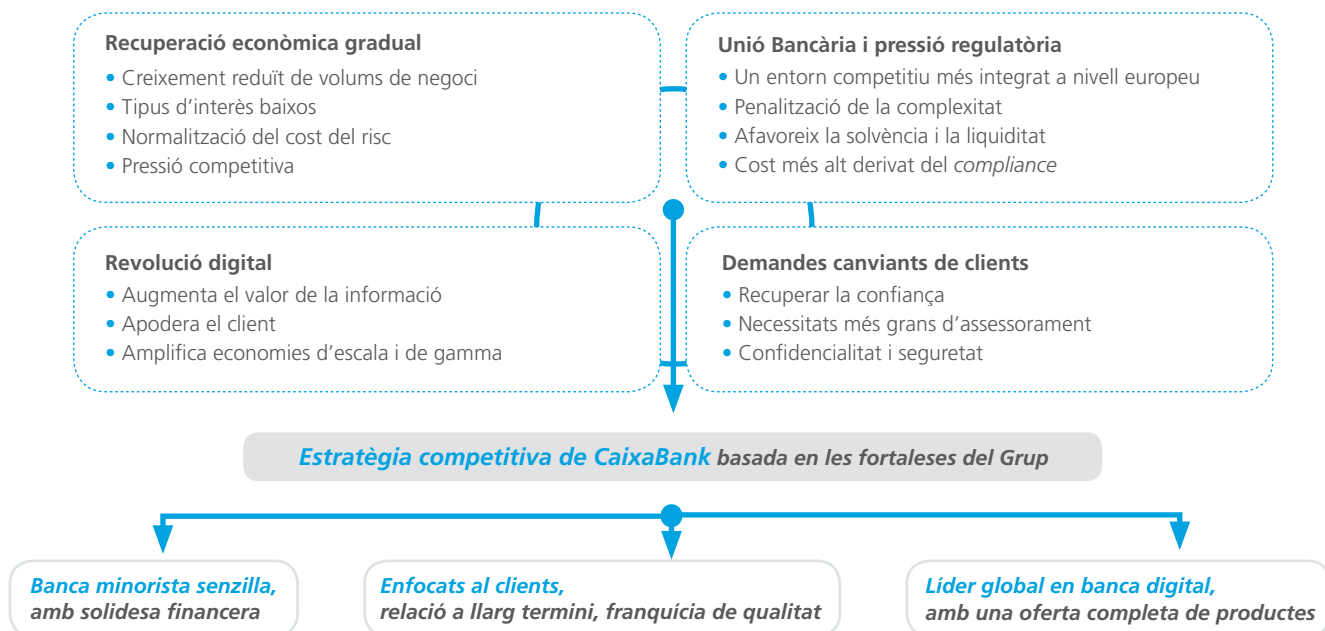 Recuperació econòmica gradual
• Creixement reduït de volums de negoci
• Tipus d’interès baixos
• Normalització del cost del risc
• Pressió competitiva
Unió Bancària i pressió regulatòria
• Un entorn competitiu més integrat a nivell europeu
• Penalització de la complexitat
• Afavoreix la solvència i la liquiditat
• Cost més alt derivat del compliance
Revolució digital
• Augmenta el valor de la informació
• Apodera el client
• Amplifica economies d’escala i de gamma
Demandes canviants de clients
• Recuperar la confiança
• Necessitats més grans d’assessorament
• Confidencialitat i seguretat
Estratègia competitiva de CaixaBank basada en les fortaleses del Grup
Banca minorista senzilla,
amb solidesa financera
Enfocats al clients,
relació a llarg termini, franquícia de qualitat
Líder global en banca digital,
amb una oferta completa de productes